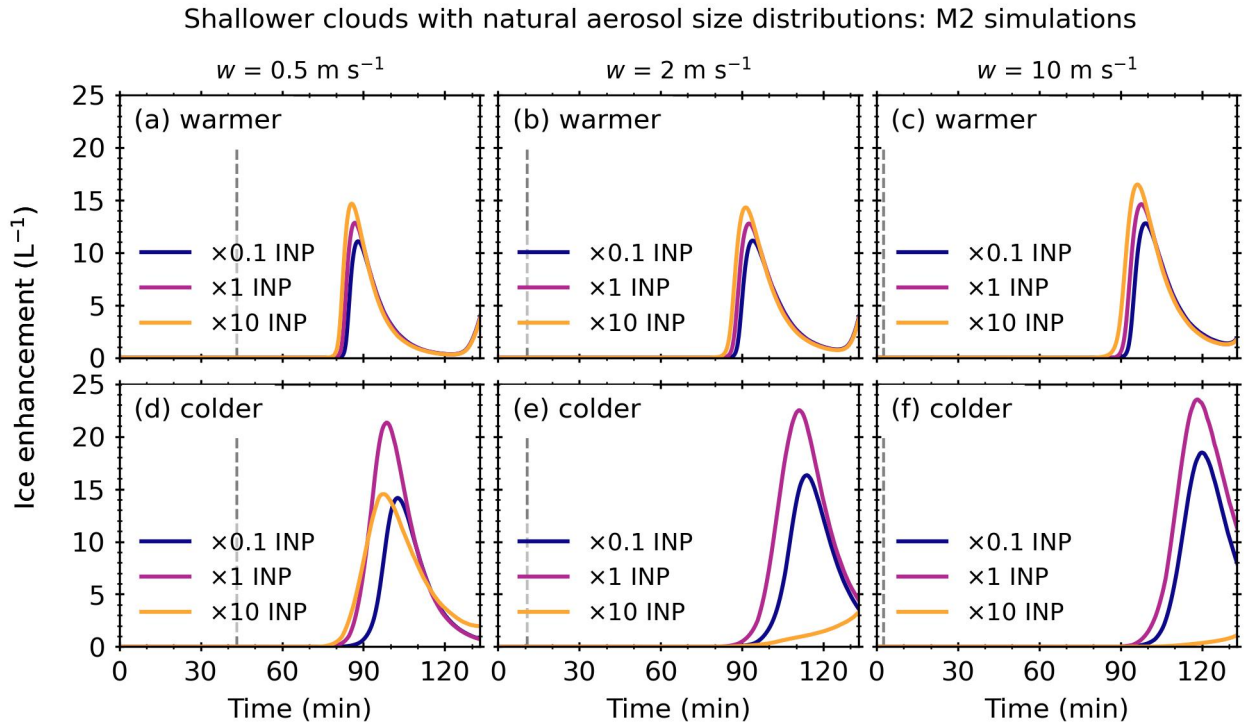 Shallower clouds with natural aerosol size distributions: M2 simulations
w = 0.5 m s⁻¹
w = 2 m s⁻¹
w = 10 m s⁻¹
Ice enhancement (L⁻¹)
25
20
15
10
5
0
(a) warmer
×0.1 INP
×1 INP
×10 INP
(b) warmer
×0.1 INP
×1 INP
×10 INP
(c) warmer
×0.1 INP
×1 INP
×10 INP
25
20
15
10
5
0
(d) colder
×0.1 INP
×1 INP
×10 INP
(e) colder
×0.1 INP
×1 INP
×10 INP
(f) colder
×0.1 INP
×1 INP
×10 INP
0 30 60 90 120
0 30 60 90 120
0 30 60 90 120
Time (min)
Time (min)
Time (min)